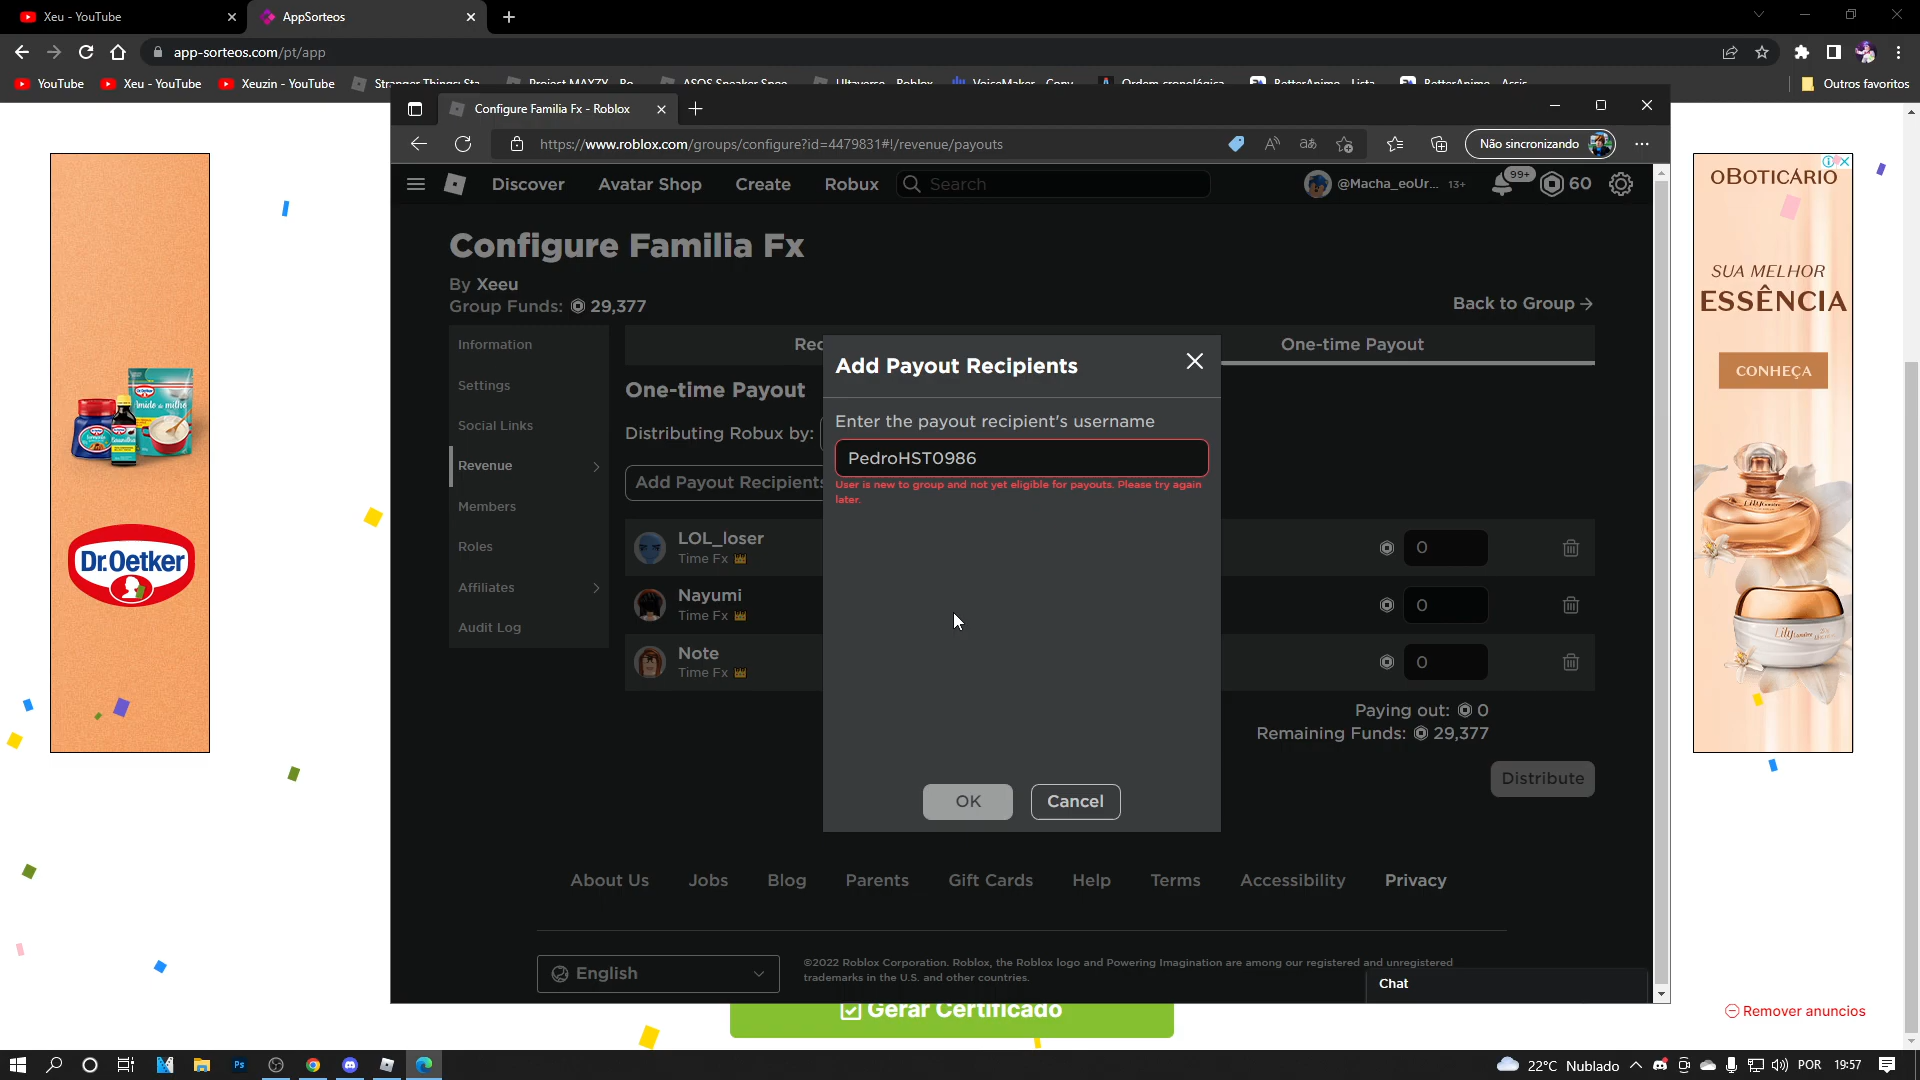 Xeu - YouTube
AppSorteos
app-sorteos.com/pt/app
YouTube
Xeu - YouTube
Xeuzin - YouTube
Outros favoritos
Configure Familia Fx - Roblox
https://www.roblox.com/groups/configure?id=4479831#!/revenue/payouts
Não sincronizando
Discover
Avatar Shop
Create
Robux
Search
@Macha_eoUr...
13+
99+
60
Configure Familia Fx
By Xeeu
Group Funds: 29,377
Back to Group
Information
Settings
Social Links
Revenue
Members
Roles
Affiliates
Audit Log
Rec
One-time Payout
One-time Payout
Distributing Robux by:
Add Payout Recipients
LOL_loser
Time Fx
0
Nayumi
Time Fx
0
Note
Time Fx
0
Paying out: 0
Remaining Funds: 29,377
Distribute
Add Payout Recipients
Enter the payout recipient's username
PedroHST0986
User is new to group and not yet eligible for payouts. Please try again
later.
OK
Cancel
About Us
Jobs
Blog
Parents
Gift Cards
Help
Terms
Accessibility
Privacy
English
©2022 Roblox Corporation. Roblox, the Roblox logo and Powering Imagination are among our registered and unregistered
trademarks in the U.S. and other countries.
Chat
Gerar Certificado
Amido de milho
Dr.Oetker
oBOTICÁRIO
SUA MELHOR
ESSÊNCIA
CONHEÇA
Lily
Lily
Remover anuncios
Ps
22°C Nublado
POR
19:57